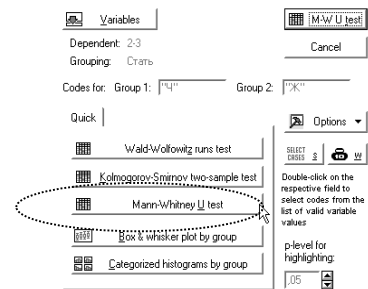 Variables
M-W U test
Dependent: 2-3
Cancel
Grouping: Стать
Codes for: Group 1: "Ч" Group 2: "Ж"
Quick
Options
Wald-Wolfowitz runs test
SELECT CASES S W
Kolmogorov-Smirnov two-sample test
Mann-Whitney U test
Box & whisker plot by group
Categorized histograms by group
Double-click on the
respective field to
select codes from the
list of valid variable
values
p-level for
highlighting:
,05